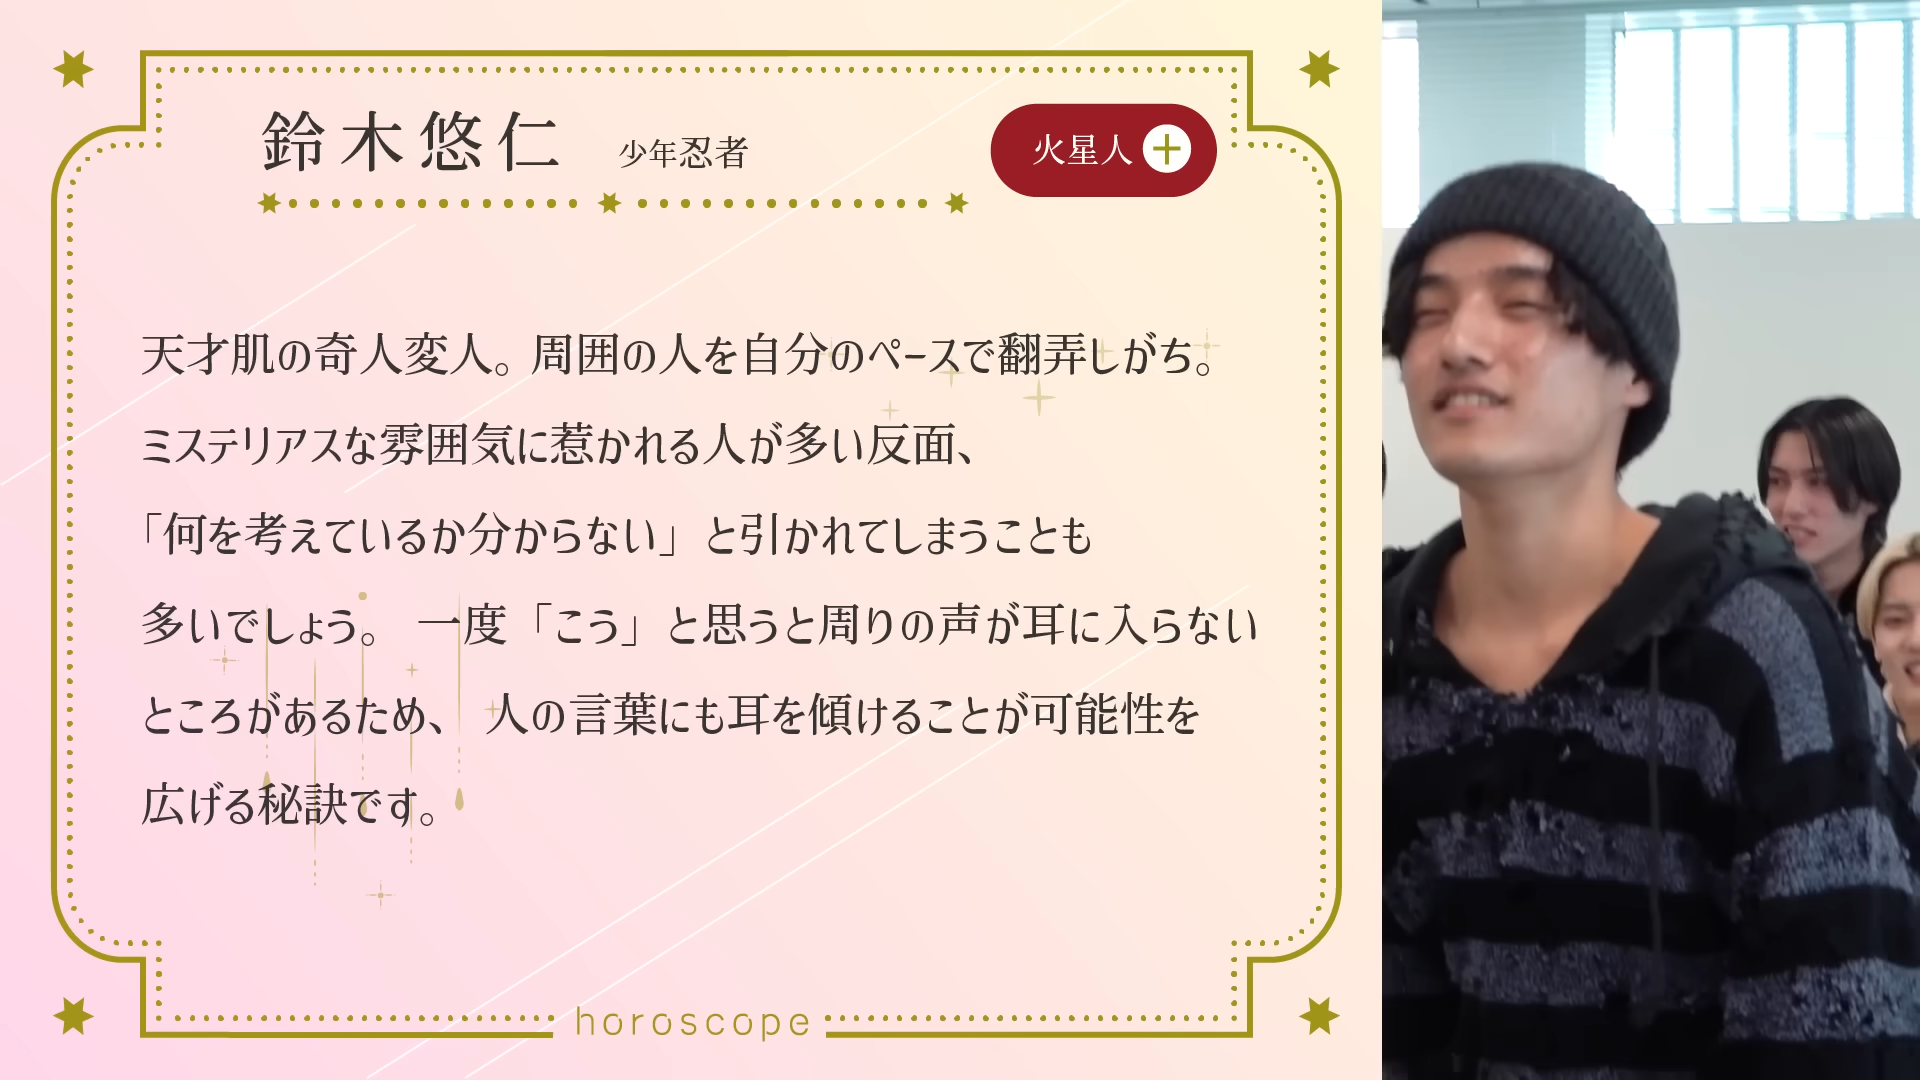 鈴木悠仁 少年忍者 火星人+
天才肌の奇人変人。周囲の人を自分のペースで翻弄しがち。
ミステリアスな雰囲気に惹かれる人が多い反面、
「何を考えているか分からない」と引かれてしまうことも
多いでしょう。 一度「こう」と思うと周りの声が耳に入らない
ところがあるため、 人の言葉にも耳を傾けることが可能性を
広げる秘訣です。
horoscope